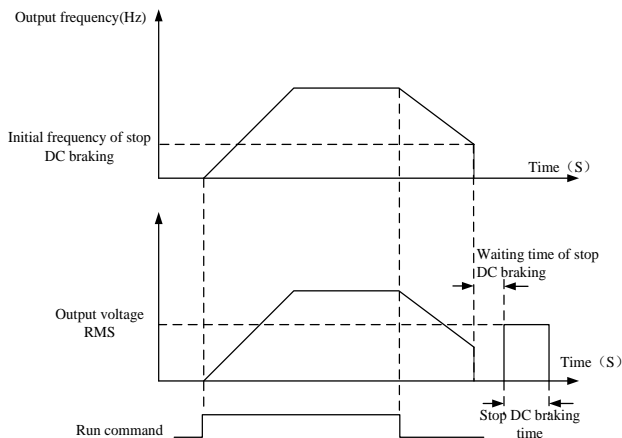 Output frequency(Hz)
Initial frequency of stop
DC braking
Time（S）
Waiting time of stop
DC braking
Output voltage
RMS
Time（S）
Stop DC braking
time
Run command